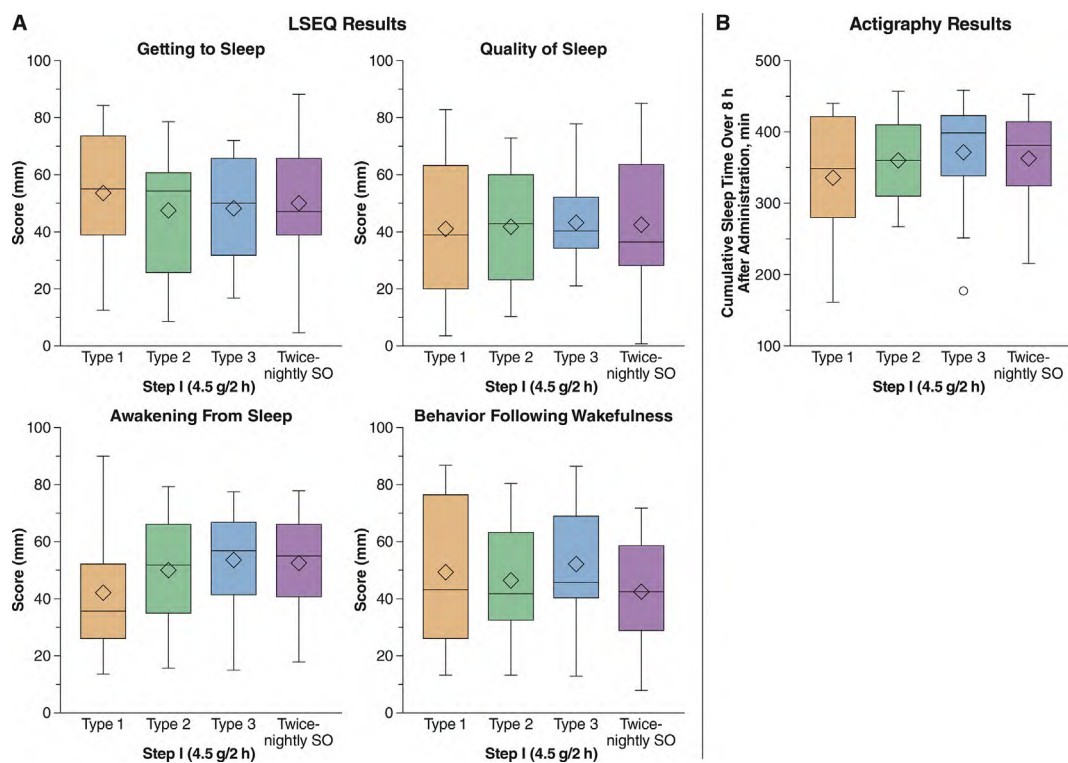 A
LSEQ Results
Getting to Sleep
100
80
60
40
20
0
Score (mm)
Type 1 Type 2 Type 3 Twice-
nightly SO
Step I (4.5 g/2 h)
Quality of Sleep
100
80
60
40
20
0
Score (mm)
Type 1 Type 2 Type 3 Twice-
nightly SO
Step I (4.5 g/2 h)
Awakening From Sleep
100
80
60
40
20
0
Score (mm)
Type 1 Type 2 Type 3 Twice-
nightly SO
Step I (4.5 g/2 h)
Behavior Following Wakefulness
100
80
60
40
20
0
Score (mm)
Type 1 Type 2 Type 3 Twice-
nightly SO
Step I (4.5 g/2 h)
B
Actigraphy Results
500
400
300
200
100
Cumulative Sleep Time Over 8 h
After Administration, min
Type 1 Type 2 Type 3 Twice-
nightly SO
Step I (4.5 g/2 h)